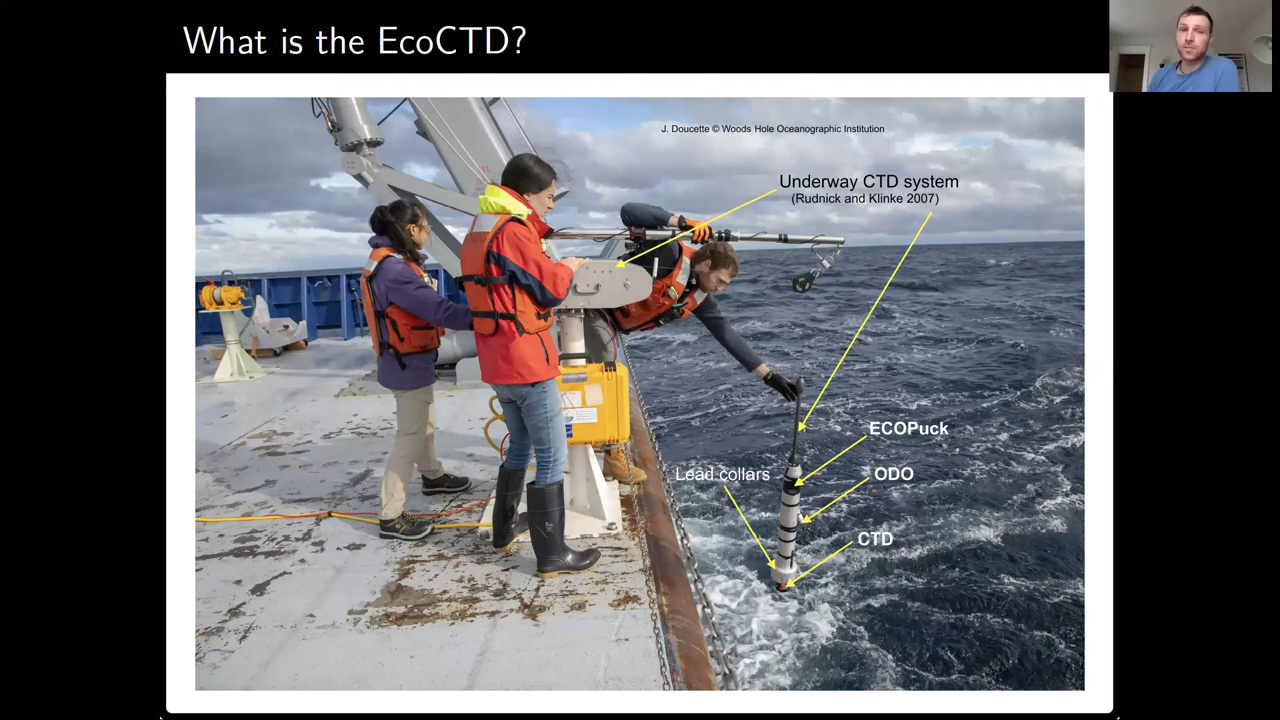 What is the EcoCTD?
J. Doucette © Woods Hole Oceanographic Institution
Underway CTD system
(Rudnick and Klinke 2007)
ECOPuck
Lead collars
ODO
CTD